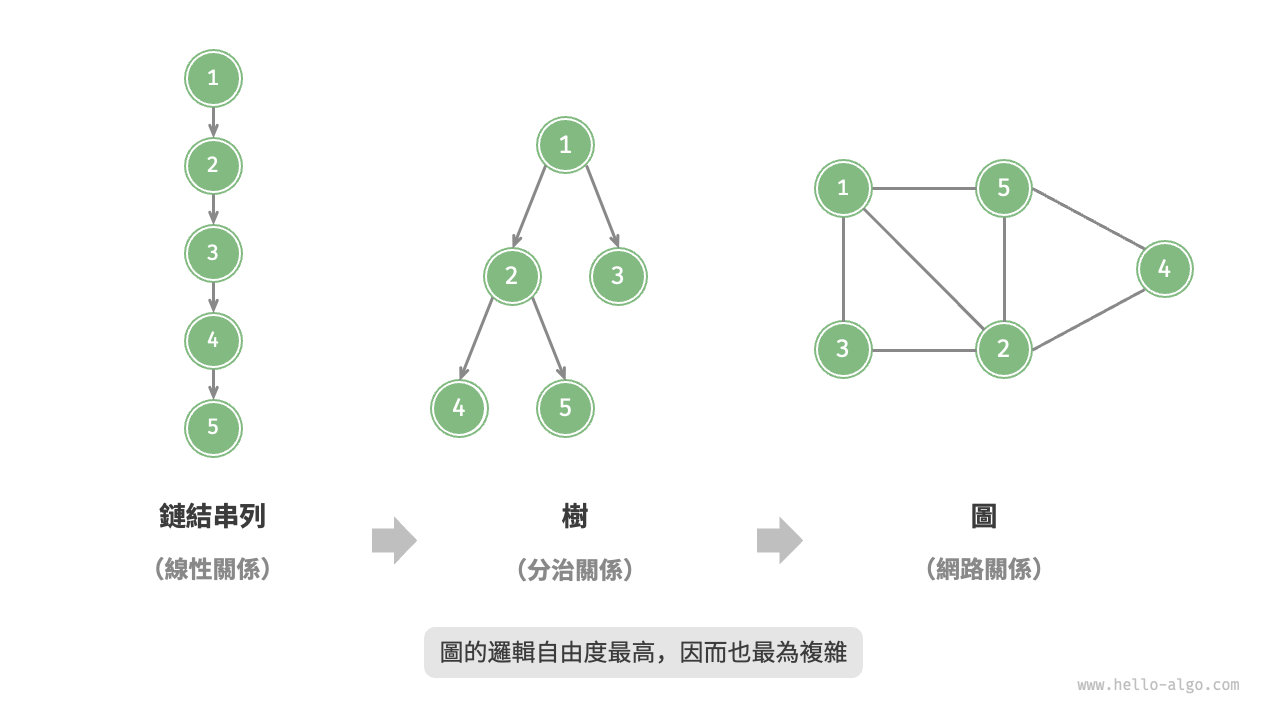 1
2
3
4
5
1
2
3
4
5
1
5
4
3
2
鏈結串列
(線性關係)
樹
(分治關係)
圖
(網路關係)
圖的邏輯自由度最高，因而也最為複雜
www.hello-algo.com